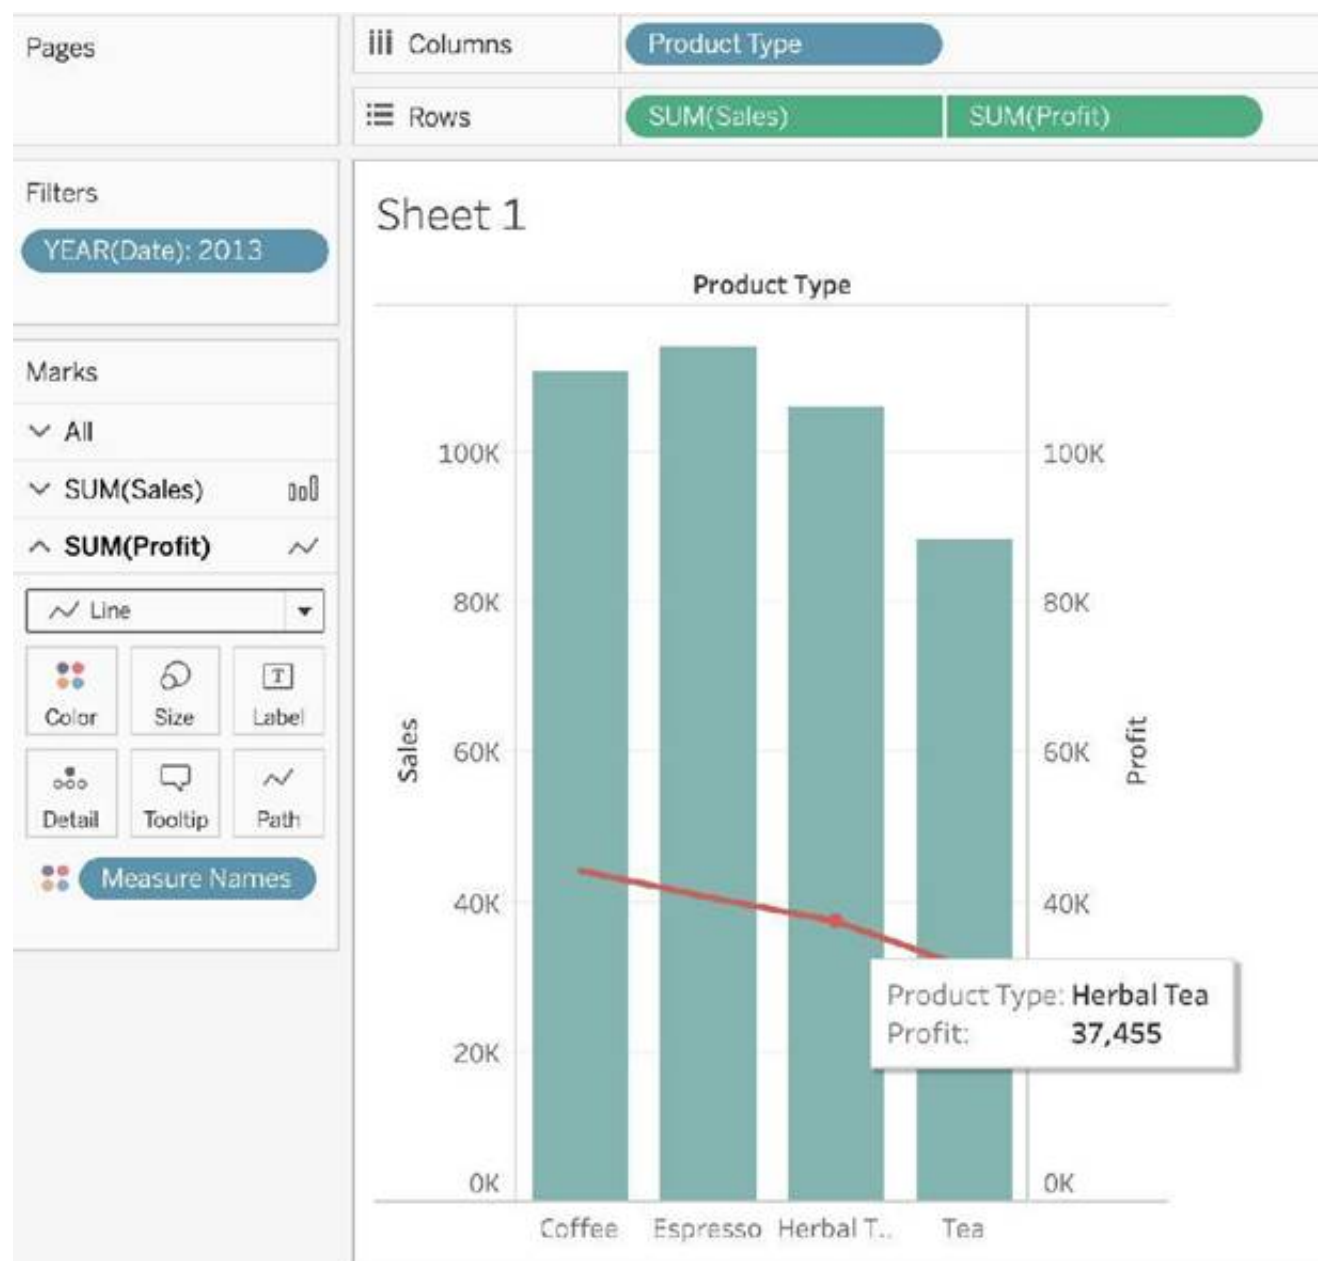 Pages
Columns
Product Type
Rows
SUM(Sales)
SUM(Profit)
Filters
YEAR(Date): 2013
Marks
All
SUM(Sales)
SUM(Profit)
Line
Color
Size
T
Label
Detail
Tooltip
Path
Measure Names
Sheet 1
Product Type
100K
80K
60K
40K
20K
0K
Sales
100K
80K
60K
40K
0K
Profit
Product Type: Herbal Tea
Profit: 37,455
Coffee
Espresso
Herbal T..
Tea